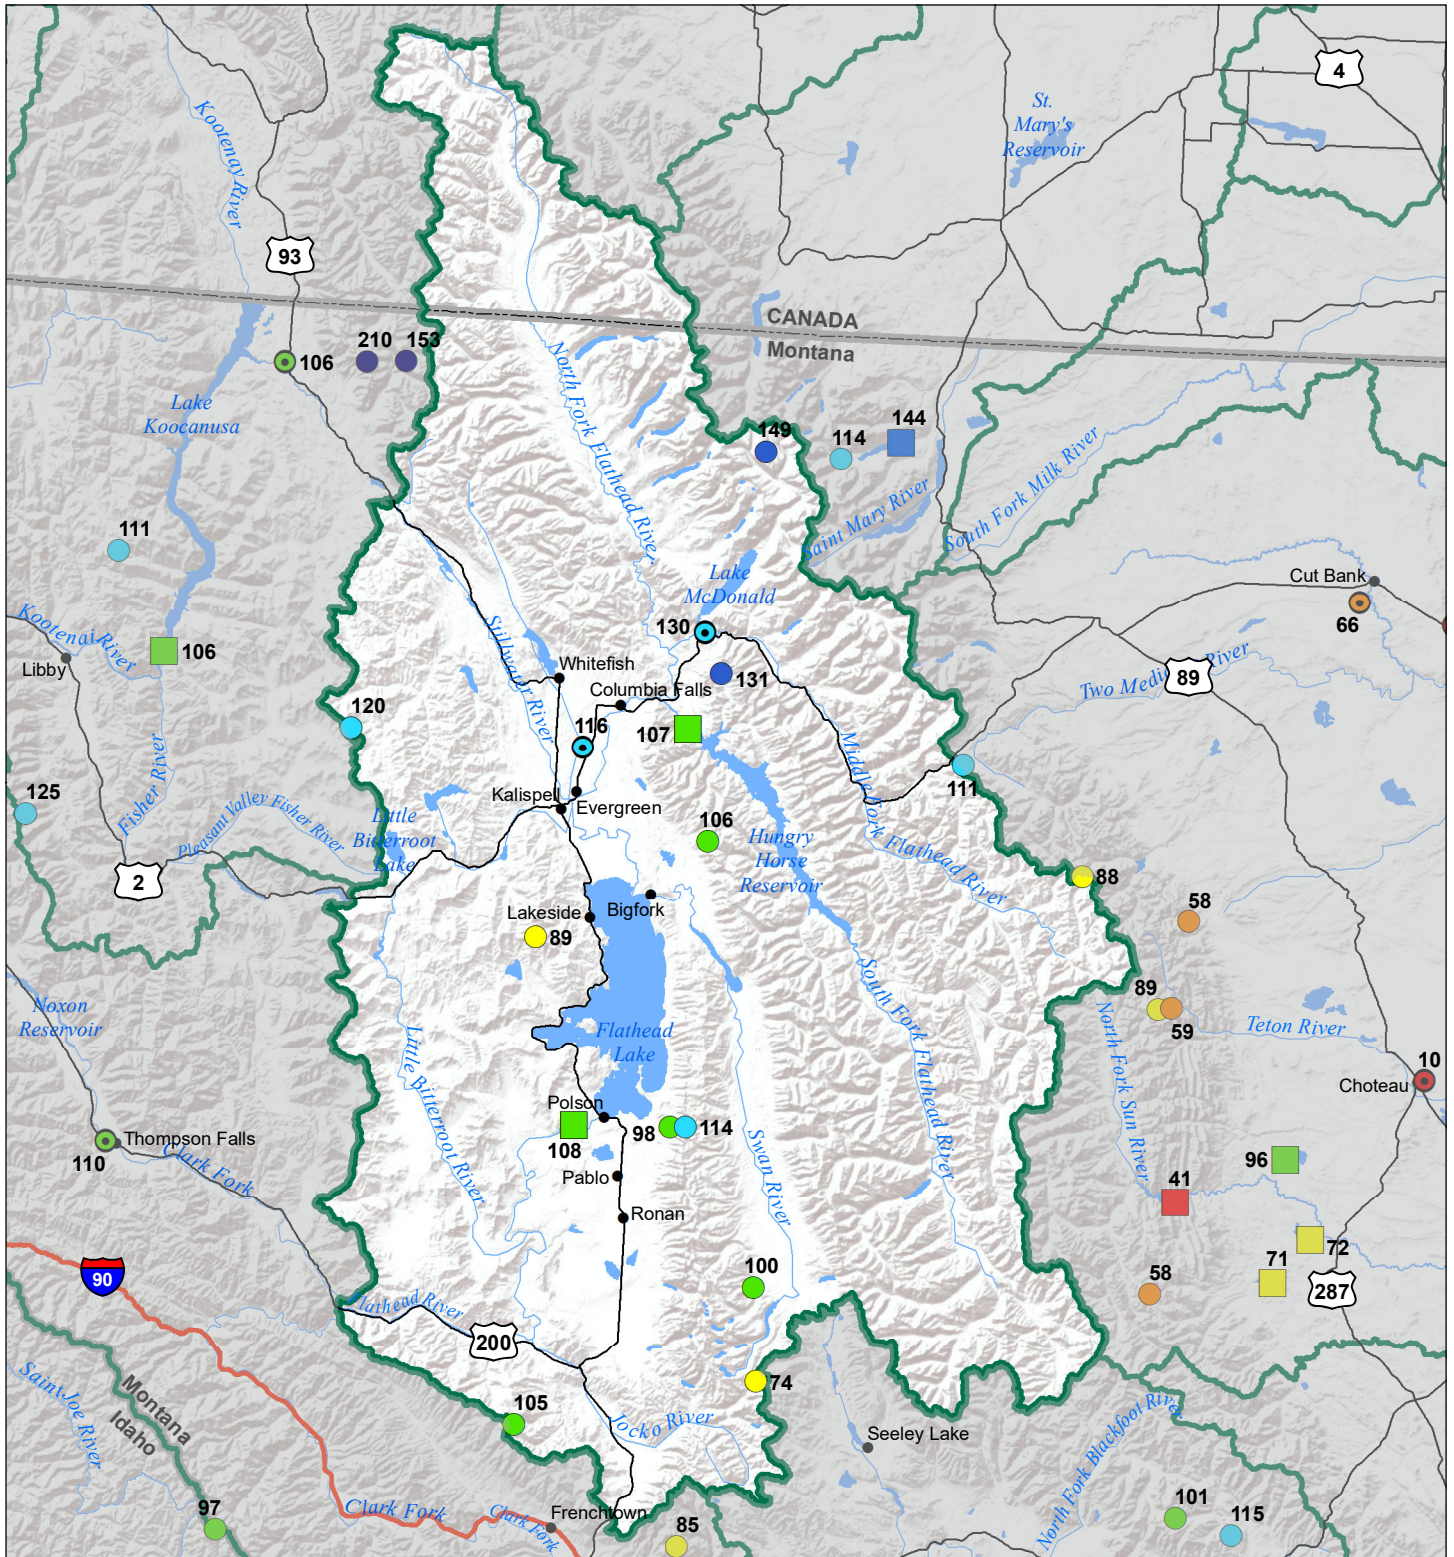 4
Kootenay River
St.
Mary's
Reservoir
93
CANADA
Montana
106
210
153
North Fork Flathead River
Lake
Koocanusa
149
114
144
South Fork Milk River
Saint Mary River
111
Lake
McDonald
Cut Bank
66
Kootenai River
Libby
106
130
Stillwater River
Whitefish
131
Columbia Falls
Two Medicine River
89
120
116
107
Middle Fork Flathead River
111
125
Fisher River
Pleasant Valley Fisher River
Kalispell
Evergreen
Little
Bitterroot
Lake
106
Hungry
Horse
Reservoir
2
88
Lakeside
Bigfork
89
58
Noxon
Reservoir
Flathead
Lake
South Fork Flathead River
89
59
North Fork Sun River
Teton River
Little Bitterroot River
10
Choteau
Polson
108
98
114
Swan River
Thompson Falls
110
Clark Fork
Pablo
96
41
Ronan
72
71
90
100
58
287
Flathead River
200
Saint Joe River
Montana
Idaho
74
105
Jocko River
Seeley Lake
North Fork Blackfoot River
97
Clark Fork
Clark Fork
Frenchtown
85
101
115